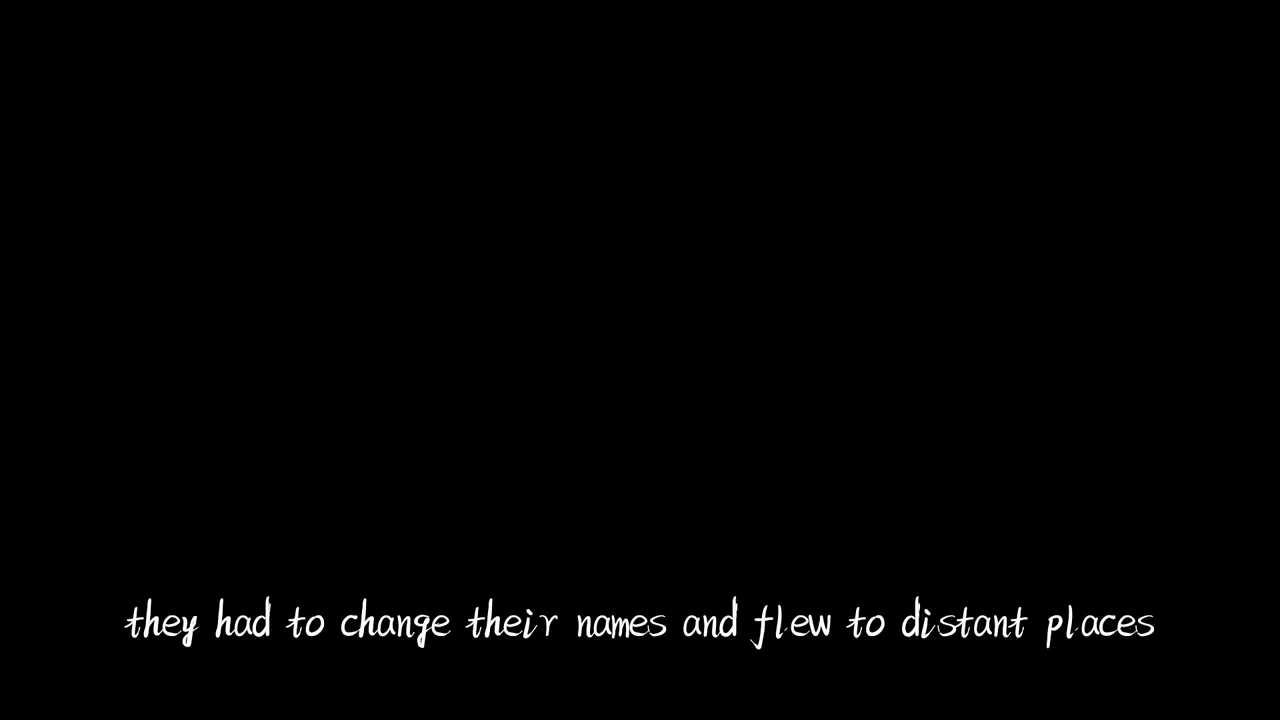 they had to change their names and flew to distant places